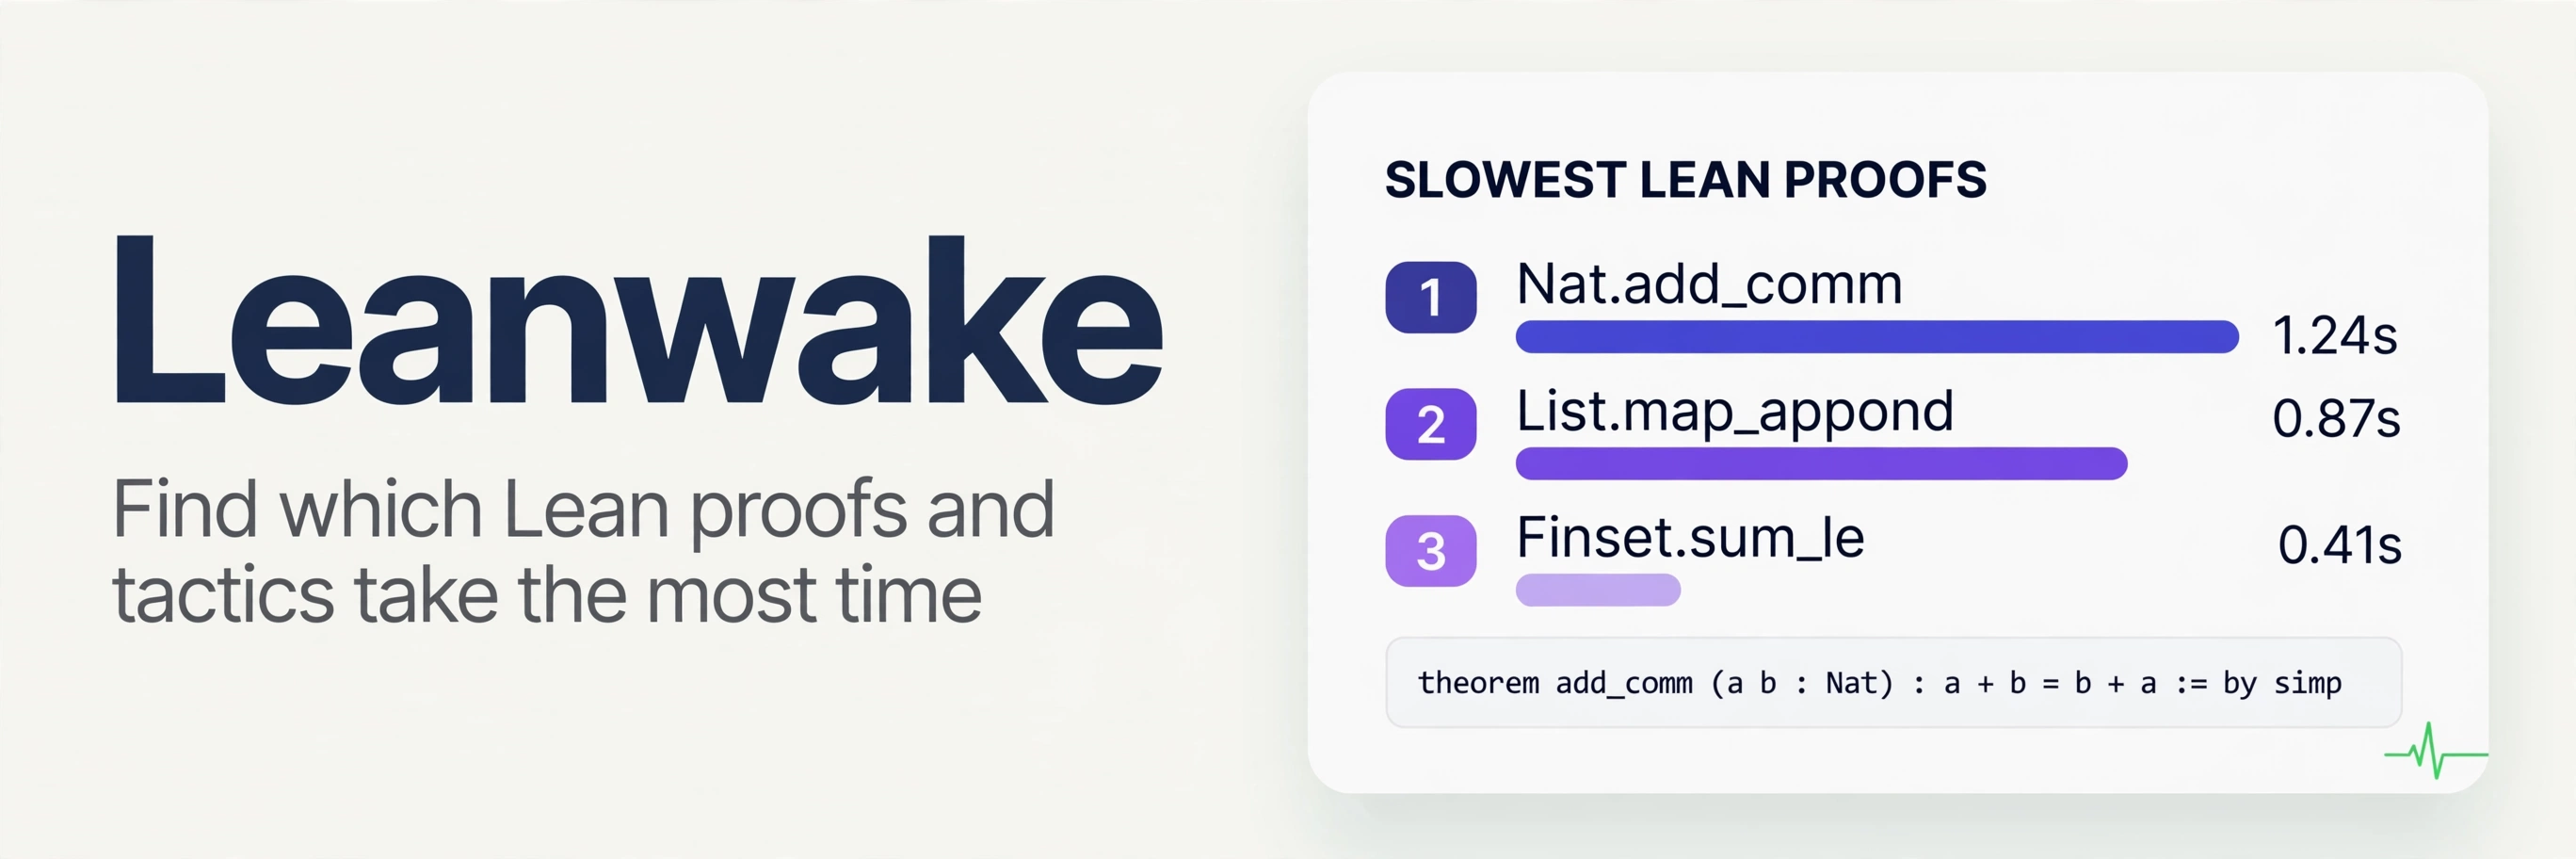 Leanwake
Find which Lean proofs and
tactics take the most time
SLOWEST LEAN PROOFS
1 Nat.add_comm
1.24s
2 List.map_appond 0.87s
3 Finset.sum_le 0.41s
theorem add_comm (a b : Nat) : a + b = b + a := by simp